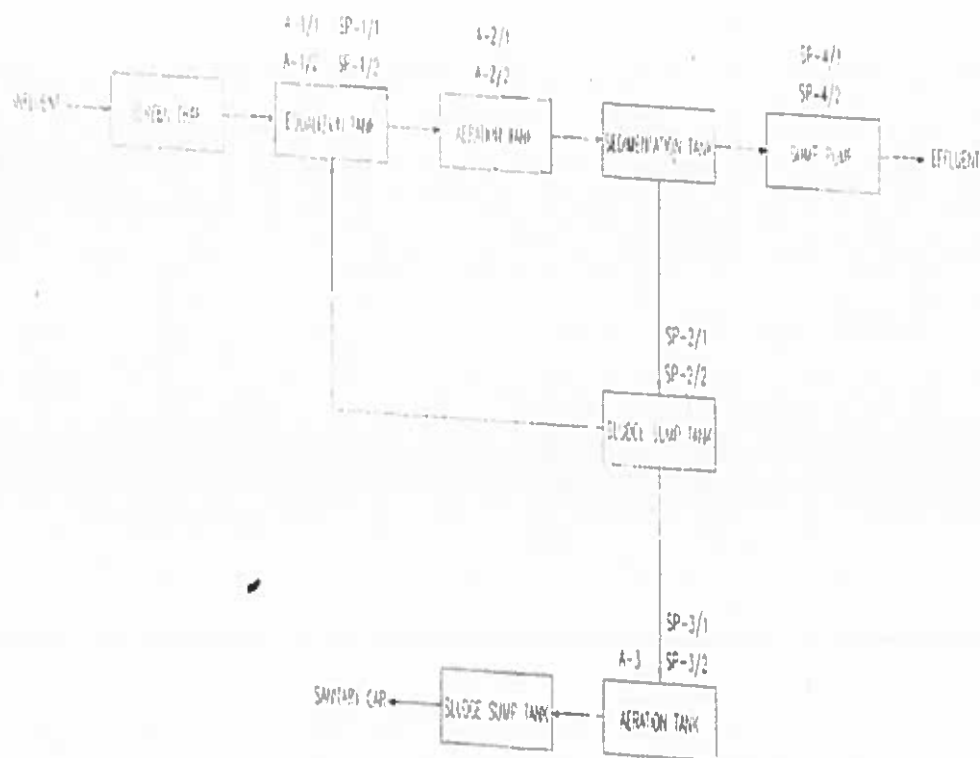 A-1/1 SP-1/1
A-1/2 SP-1/2
A-2/1
A-2/2
SP-4/1
SP-4/2
INFLUENT
SCREEN
EQUALIZATION TANK
AERATION TANK
SEDIMENTATION TANK
SUMP PUMP
EFFLUENT
SP-2/1
SP-2/2
SLUDGE SUMP TANK
SP-3/1
A-3 SP-3/2
SANITARY CAR
SLUDGE SUMP TANK
AERATION TANK